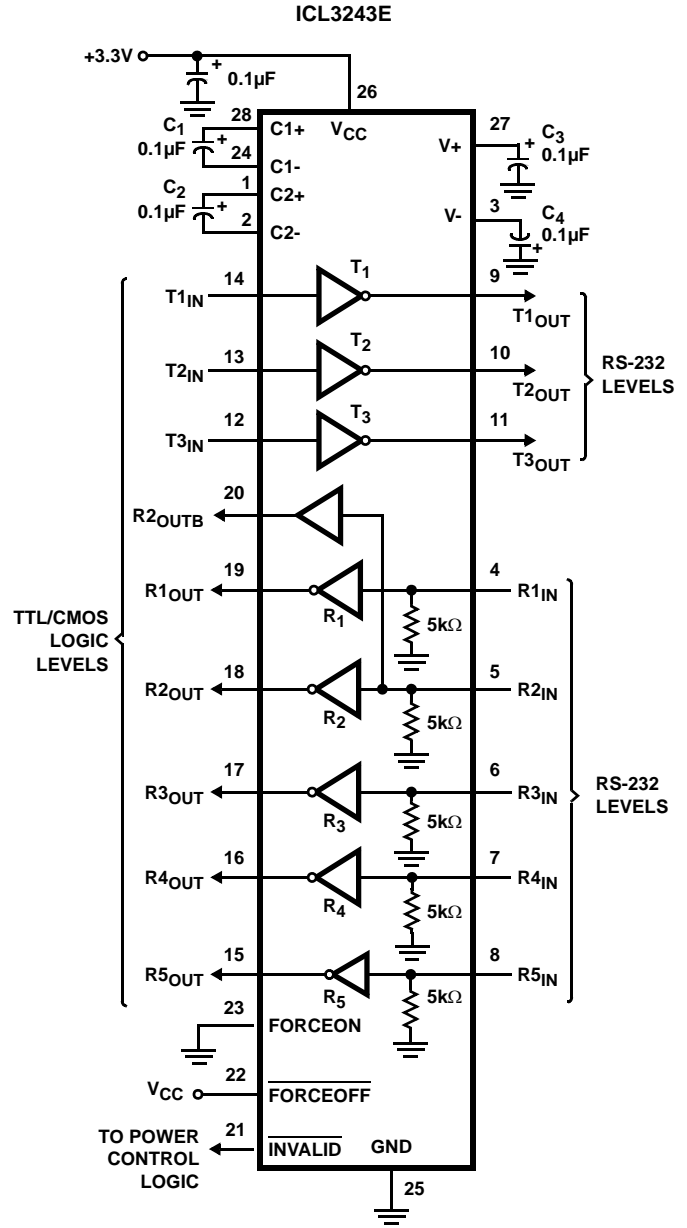 ICL3243E
+3.3V
+ 0.1µF
26
VCC
28
C1+
C1
0.1µF
+
24
C1-
1
C2+
C2
0.1µF
+
2
C2-
27
V+
+ C3
0.1µF
3
V-
C4
0.1µF
+
T1IN
14
T1
9
T1OUT
T2IN
13
T2
10
T2OUT
T3IN
12
T3
11
T3OUT
RS-232
LEVELS
R2OUTB
20
R1OUT
19
R1
5kΩ
4
R1IN
TTL/CMOS
LOGIC
LEVELS
R2OUT
18
R2
5kΩ
5
R2IN
R3OUT
17
R3
5kΩ
6
R3IN
RS-232
LEVELS
R4OUT
16
R4
5kΩ
7
R4IN
R5OUT
15
R5
5kΩ
8
R5IN
23
FORCEON
VCC
22
FORCEOFF
TO POWER
CONTROL
LOGIC
21
INVALID
GND
25